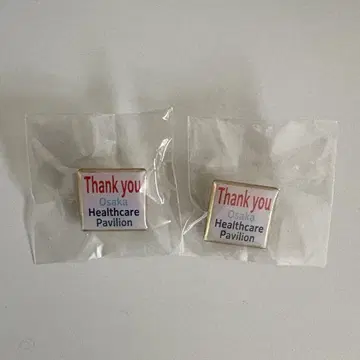 Thank you
Osaka
Healthcare
Pavilion
Thank you
Osaka
Healthcare
Pavilion